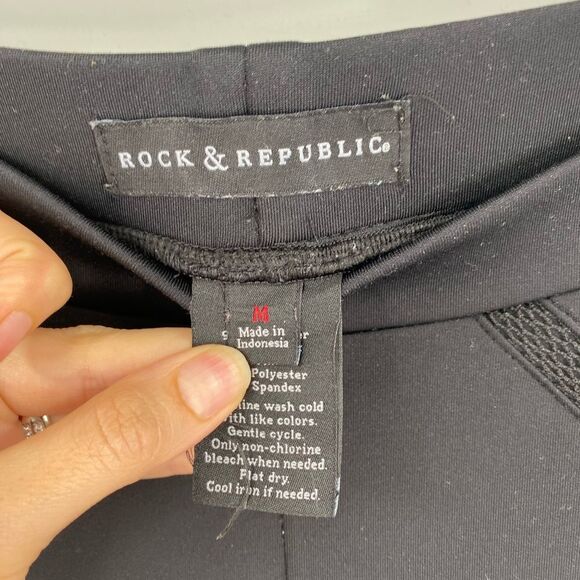 ROCK & REPUBLIC®
M
Made in
Indonesia
Polyester
Spandex
wash cold
with like colors.
Gentle cycle.
Only non-chlorine
bleach when needed.
Flat dry.
Cool iron if needed.